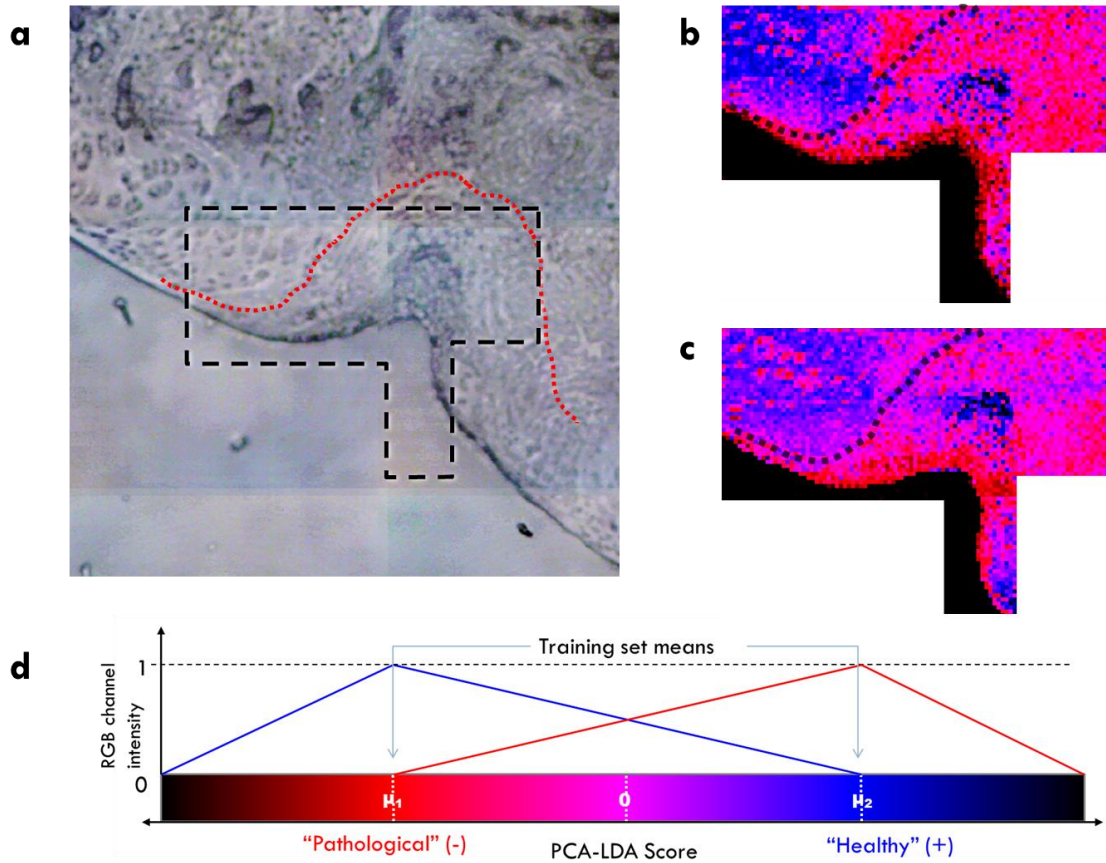 a
b
c
d
Training set means
RGB channel
intensity
1
0
μ₁
0
μ₂
"Pathological" (-)
"Healthy" (+)
PCA-LDA Score